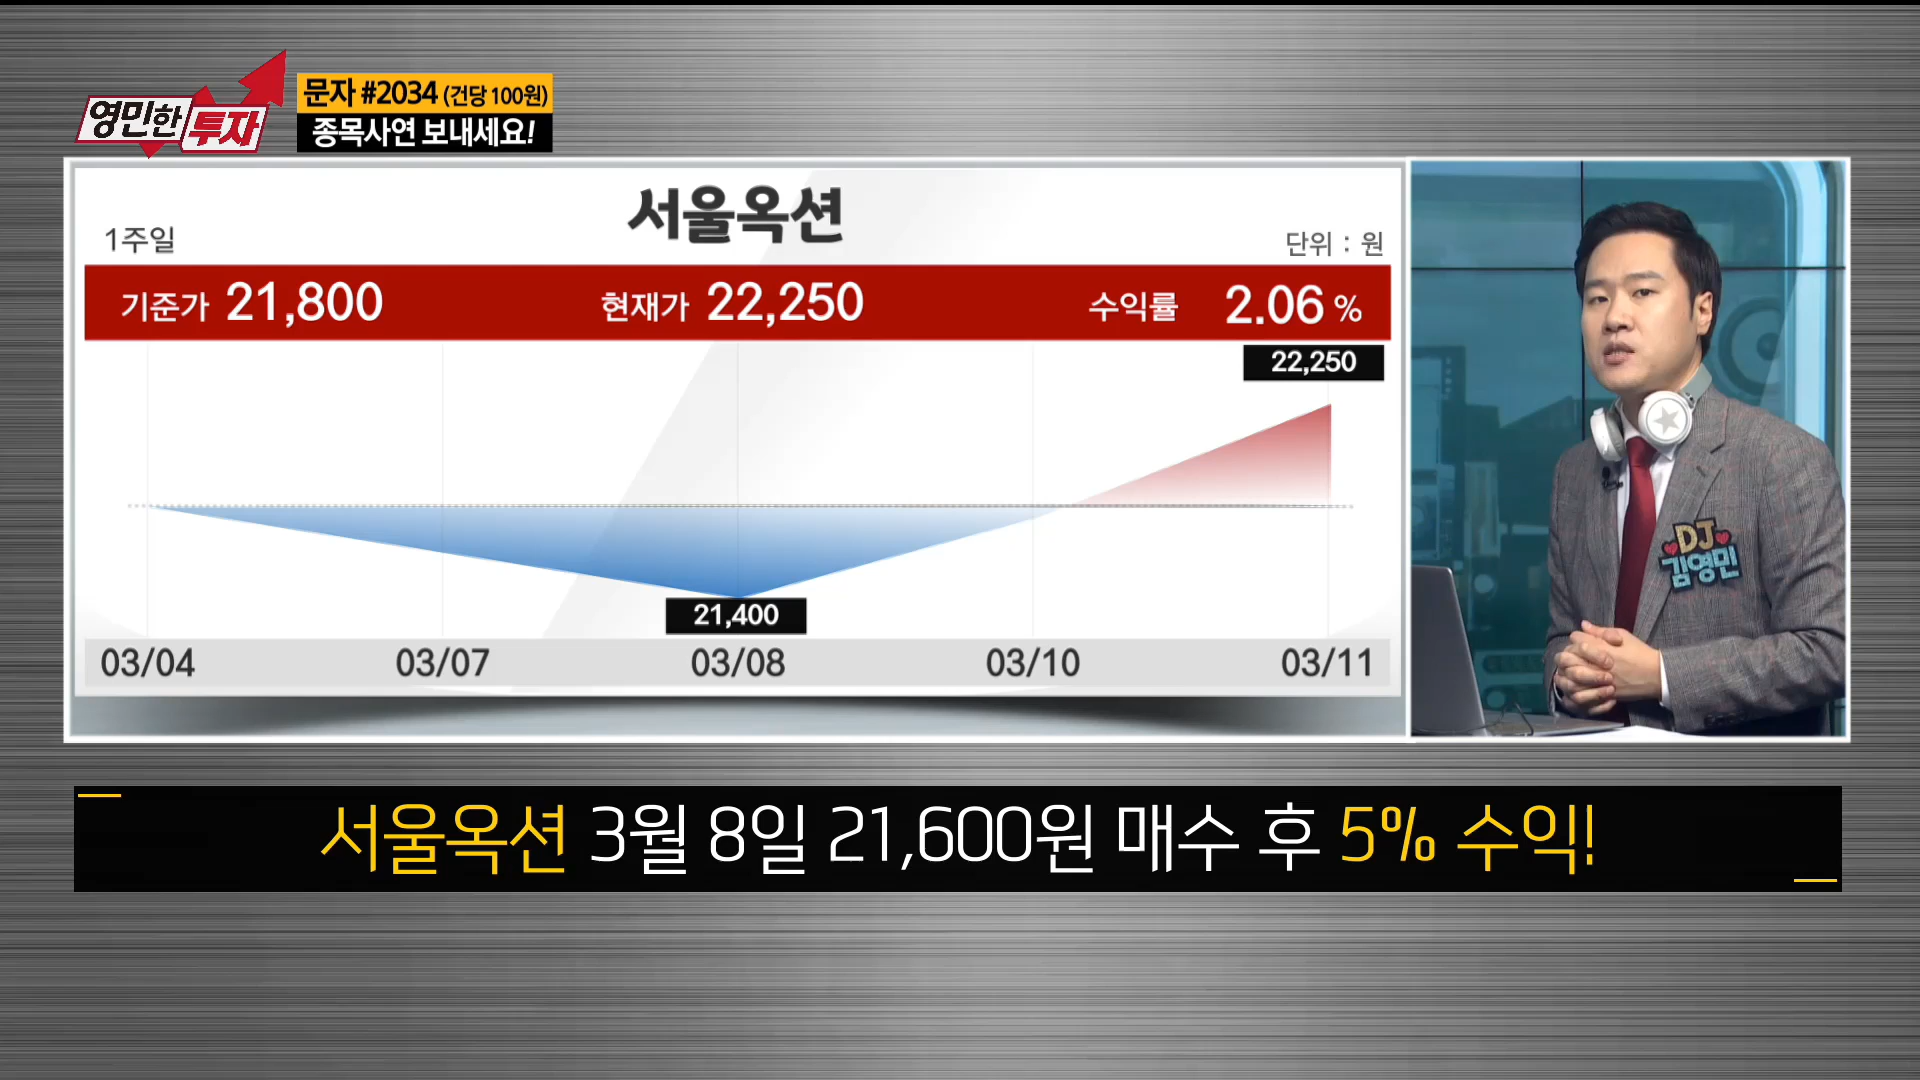 영민한 투자
문자 #2034 (건당 100원)
종목사연 보내세요!
서울옥션
1주일
단위 : 원
기준가 21,800 현재가 22,250 수익률 2.06 %
22,250
21,400
03/04 03/07 03/08 03/10 03/11
DJ
김영민
서울옥션 3월 8일 21,600원 매수 후 5% 수익!